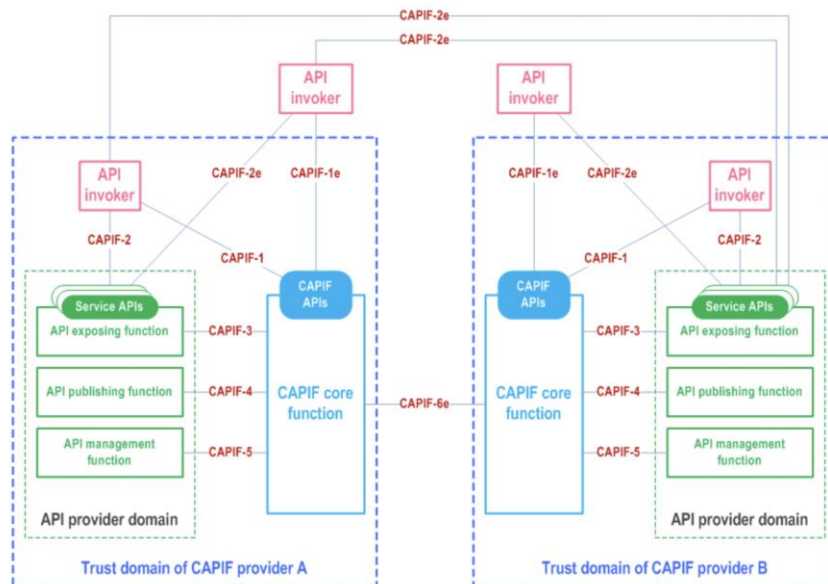 CAPIF-2e
CAPIF-2e
API
invoker
API
invoker
API
invoker
CAPIF-2e
CAPIF-1e
CAPIF-1e
CAPIF-2e
API
invoker
CAPIF-2
CAPIF-1
CAPIF-1
CAPIF-2
Service APIs
CAPIF
APIs
CAPIF
APIs
Service APIs
API exposing function
CAPIF-3
CAPIF-3
API exposing function
API publishing function
CAPIF-4
CAPIF core
function
CAPIF-6e
CAPIF core
function
CAPIF-4
API publishing function
API management
function
CAPIF-5
CAPIF-5
API management
function
API provider domain
API provider domain
Trust domain of CAPIF provider A
Trust domain of CAPIF provider B